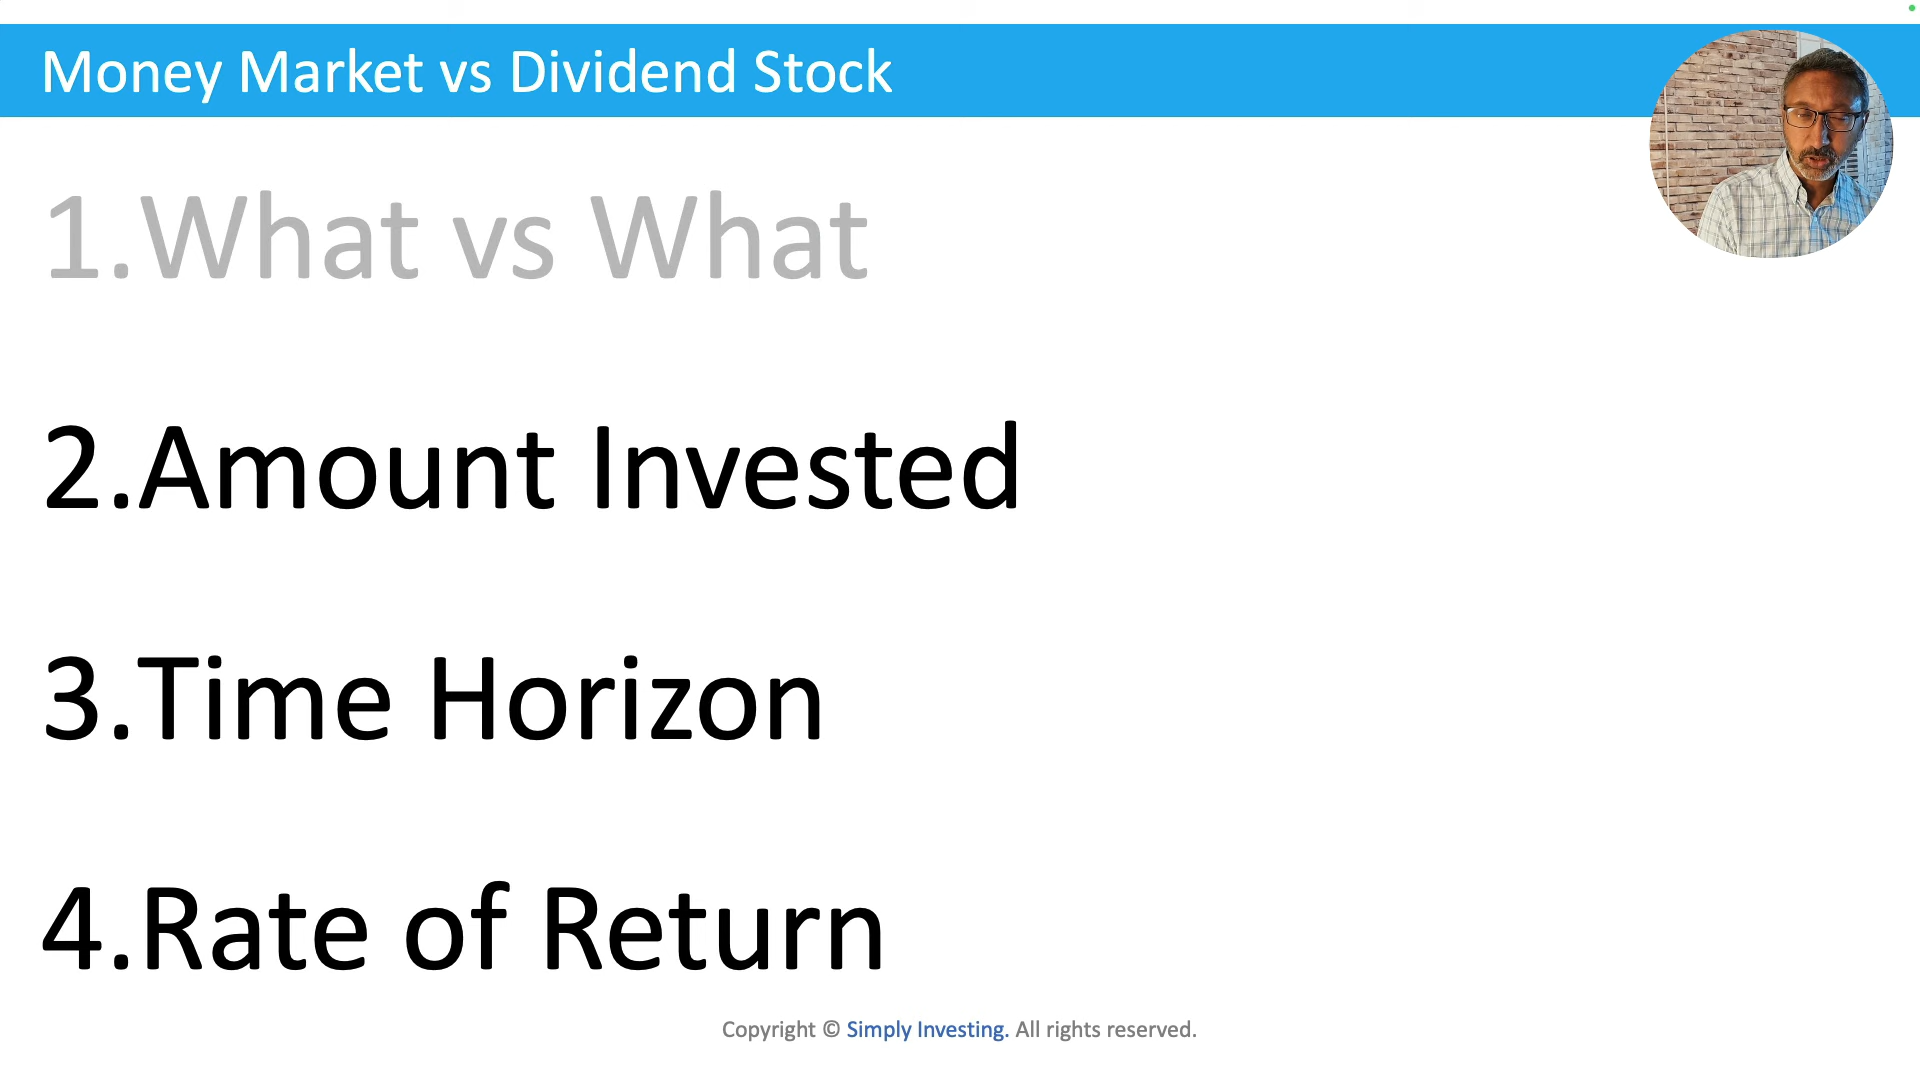 Money Market vs Dividend Stock
1.What vs What
2.Amount Invested
3.Time Horizon
4.Rate of Return
Copyright © Simply Investing. All rights reserved.